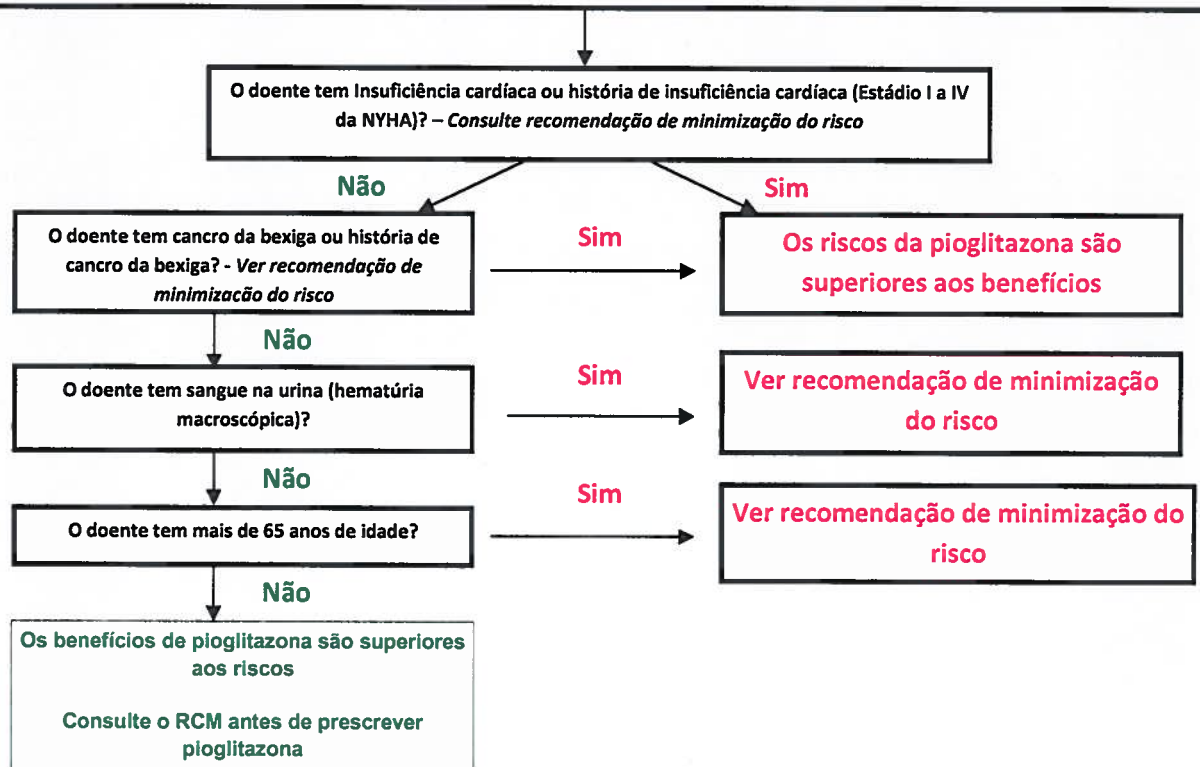 O doente tem Insuficiência cardíaca ou história de insuficiência cardíaca (Estádio I a IV
da NYHA)? – Consulte recomendação de minimização do risco
Não
Sim
O doente tem cancro da bexiga ou história de
cancro da bexiga? - Ver recomendação de
minimização do risco
Sim
Os riscos da pioglitazona são
superiores aos benefícios
Não
O doente tem sangue na urina (hematúria
macroscópica)?
Sim
Ver recomendação de minimização
do risco
Não
O doente tem mais de 65 anos de idade?
Sim
Ver recomendação de minimização do
risco
Não
Os benefícios de pioglitazona são superiores
aos riscos
Consulte o RCM antes de prescrever
pioglitazona